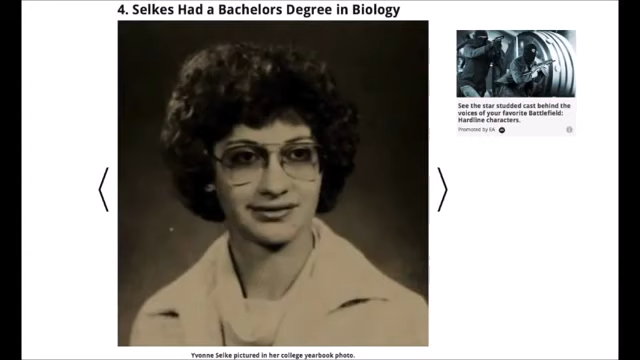 4. Selkes Had a Bachelors Degree in Biology
See the star studded cast behind the
voices of your favorite Battlefield:
Hardline characters.
Promoted by EA
Yvonne Selke pictured in her college yearbook photo.